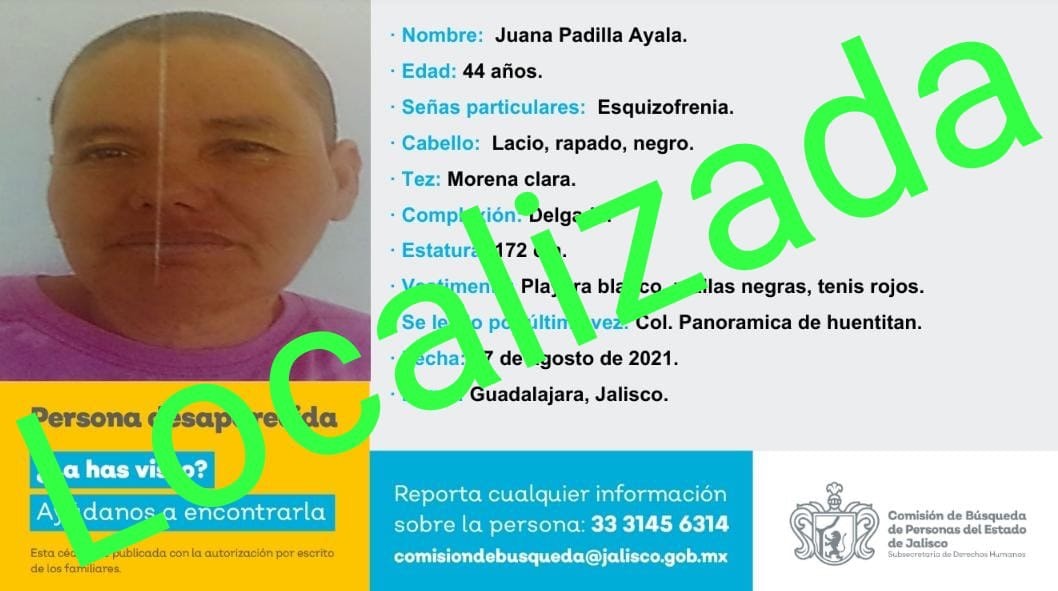 · Nombre: Juana Padilla Ayala.
· Edad: 44 años.
· Señas particulares: Esquizofrenia.
· Cabello: Lacio, rapado, negro.
· Tez: Morena clara.
· Complexión: Delgada.
· Estatura: 172 cm.
· Vestimenta: Playera blanco, mallas negras, tenis rojos.
· Se le vio por última vez: Col. Panoramica de huentitan.
· Fecha: de agosto de 2021.
· Guadalajara, Jalisco.
Localizada
Persona desaparecida
¿La has visto?
Ayúdanos a encontrarla
Esta cédula es publicada con la autorización por escrito
de los familiares.
Reporta cualquier información
sobre la persona: 33 3145 6314
comisiondebusqueda@jalisco.gob.mx
Comisión de Búsqueda
de Personas del Estado
de Jalisco
Subsecretaría de Derechos Humanos